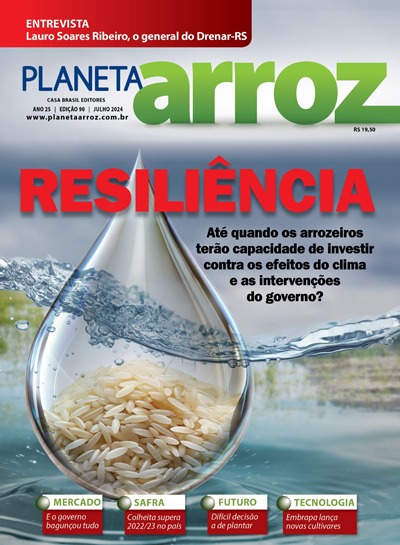 ENTREVISTA
Lauro Soares Ribeiro, o general do Drenar-RS
PLANETA arroz
CASA BRASIL EDITORES
ANO 25 | EDIÇÃO 90 | JULHO 2024
www.planetaarroz.com.br
R$ 19,50
RESILIÊNCIA
Até quando os arrozeiros
terão capacidade de investir
contra os efeitos do clima
e as intervenções
do governo?
MERCADO
E o governo
bagunçou tudo
SAFRA
Colheita supera
2022/23 no país
FUTURO
Difícil decisão
a de plantar
TECNOLOGIA
Embrapa lança
novas cultivares